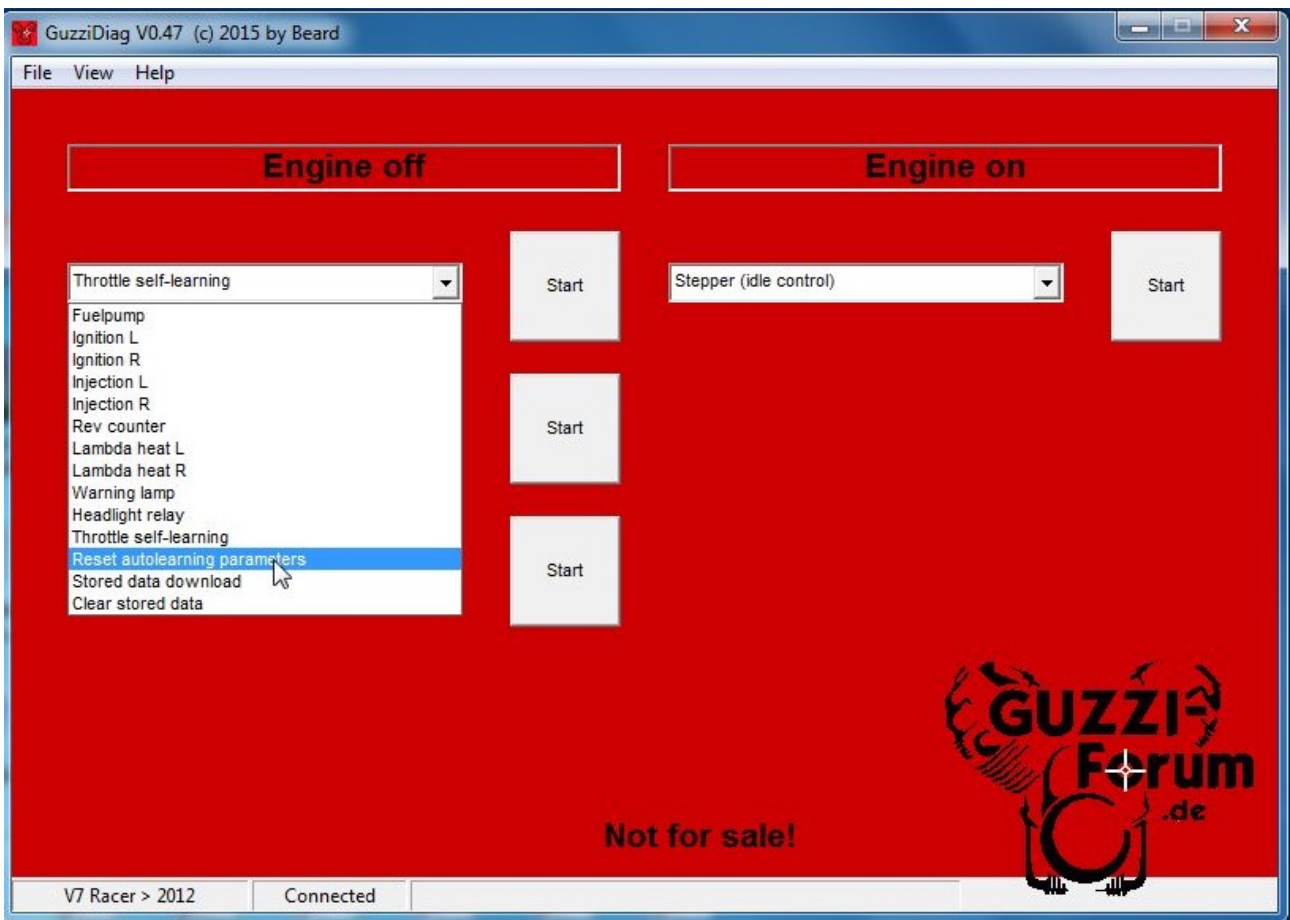 GuzziDiag V0.47 (c) 2015 by Beard
File View Help
Engine off
Engine on
Throttle self-learning
Start
Stepper (idle control)
Start
Fuelpump
Ignition L
Ignition R
Injection L
Injection R
Rev counter
Lambda heat L
Lambda heat R
Warning lamp
Headlight relay
Throttle self-learning
Reset autolearning parameters
Stored data download
Clear stored data
Start
Start
GUZZI-
Forum
.de
Not for sale!
V7 Racer > 2012
Connected